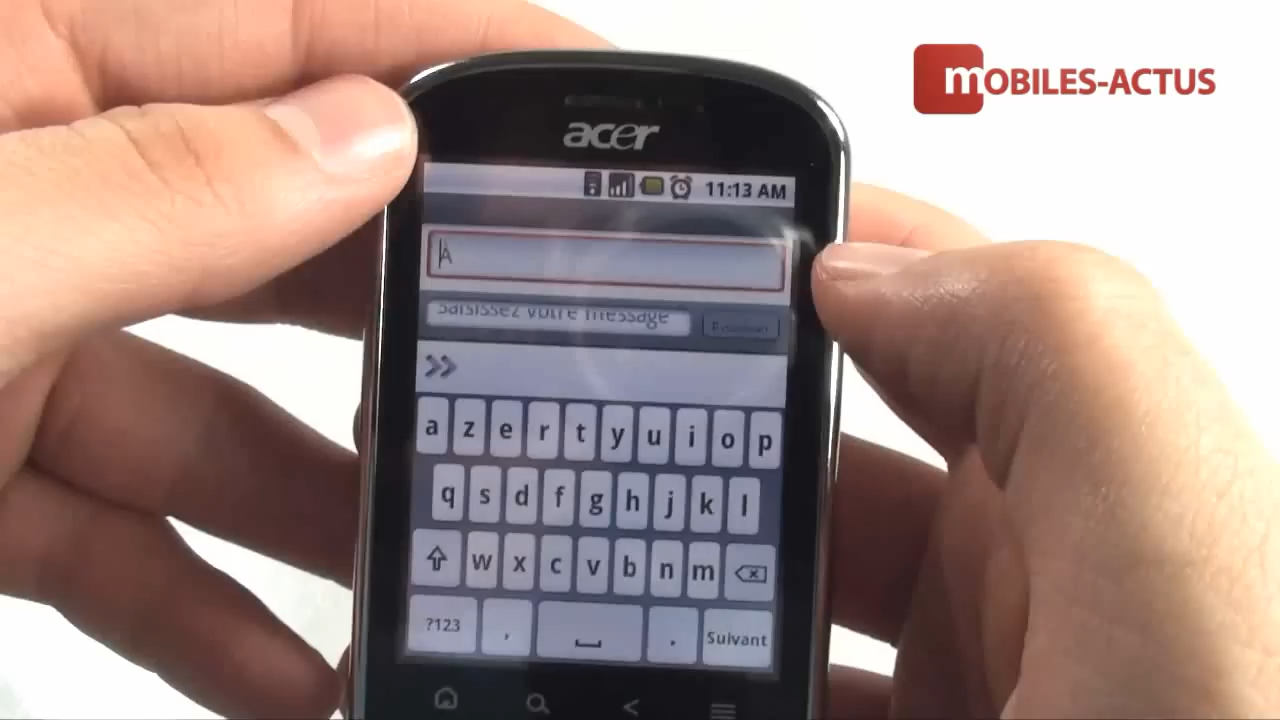 mOBILES-ACTUS
acer
11:13 AM
A
Saisissez votre message
a z e r t y u i o p
q s d f g h j k l
w x c v b n m
?123 , . Suivant